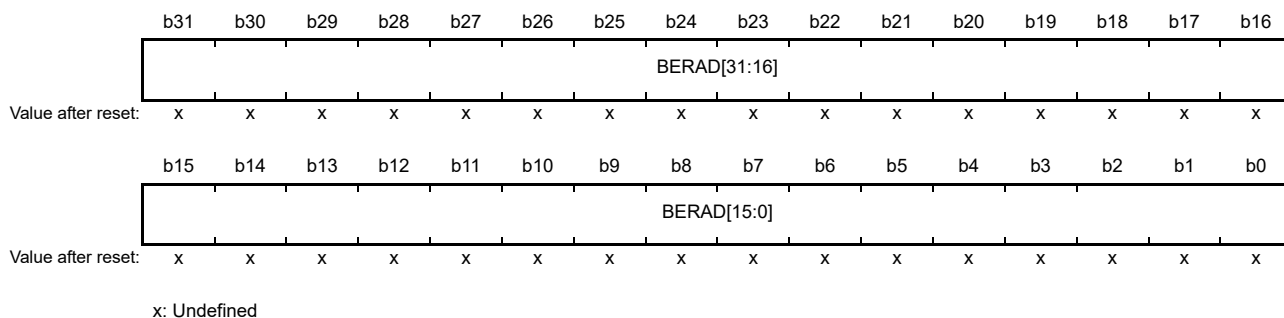 b31 b30 b29 b28 b27 b26 b25 b24 b23 b22 b21 b20 b19 b18 b17 b16
BERAD[31:16]
Value after reset: x x x x x x x x x x x x x x x x
b15 b14 b13 b12 b11 b10 b9 b8 b7 b6 b5 b4 b3 b2 b1 b0
BERAD[15:0]
Value after reset: x x x x x x x x x x x x x x x x
x: Undefined